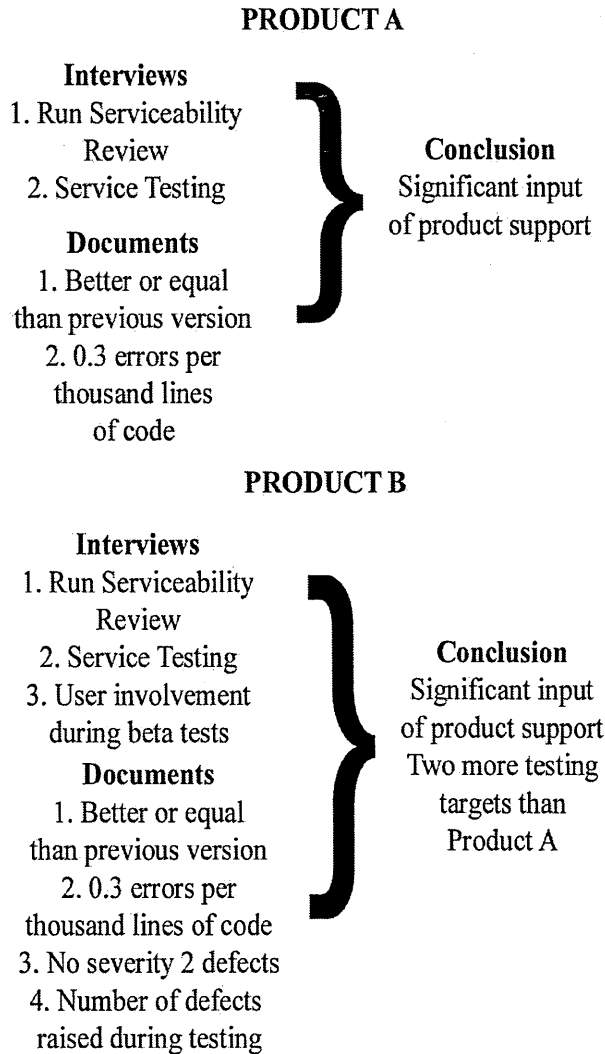 PRODUCT A
Interviews
1. Run Serviceability
Review
2. Service Testing
Documents
1. Better or equal
than previous version
2. 0.3 errors per
thousand lines
of code
Conclusion
Significant input
of product support
PRODUCT B
Interviews
1. Run Serviceability
Review
2. Service Testing
3. User involvement
during beta tests
Documents
1. Better or equal
than previous version
2. 0.3 errors per
thousand lines of code
3. No severity 2 defects
4. Number of defects
raised during testing
Conclusion
Significant input
of product support
Two more testing
targets than
Product A